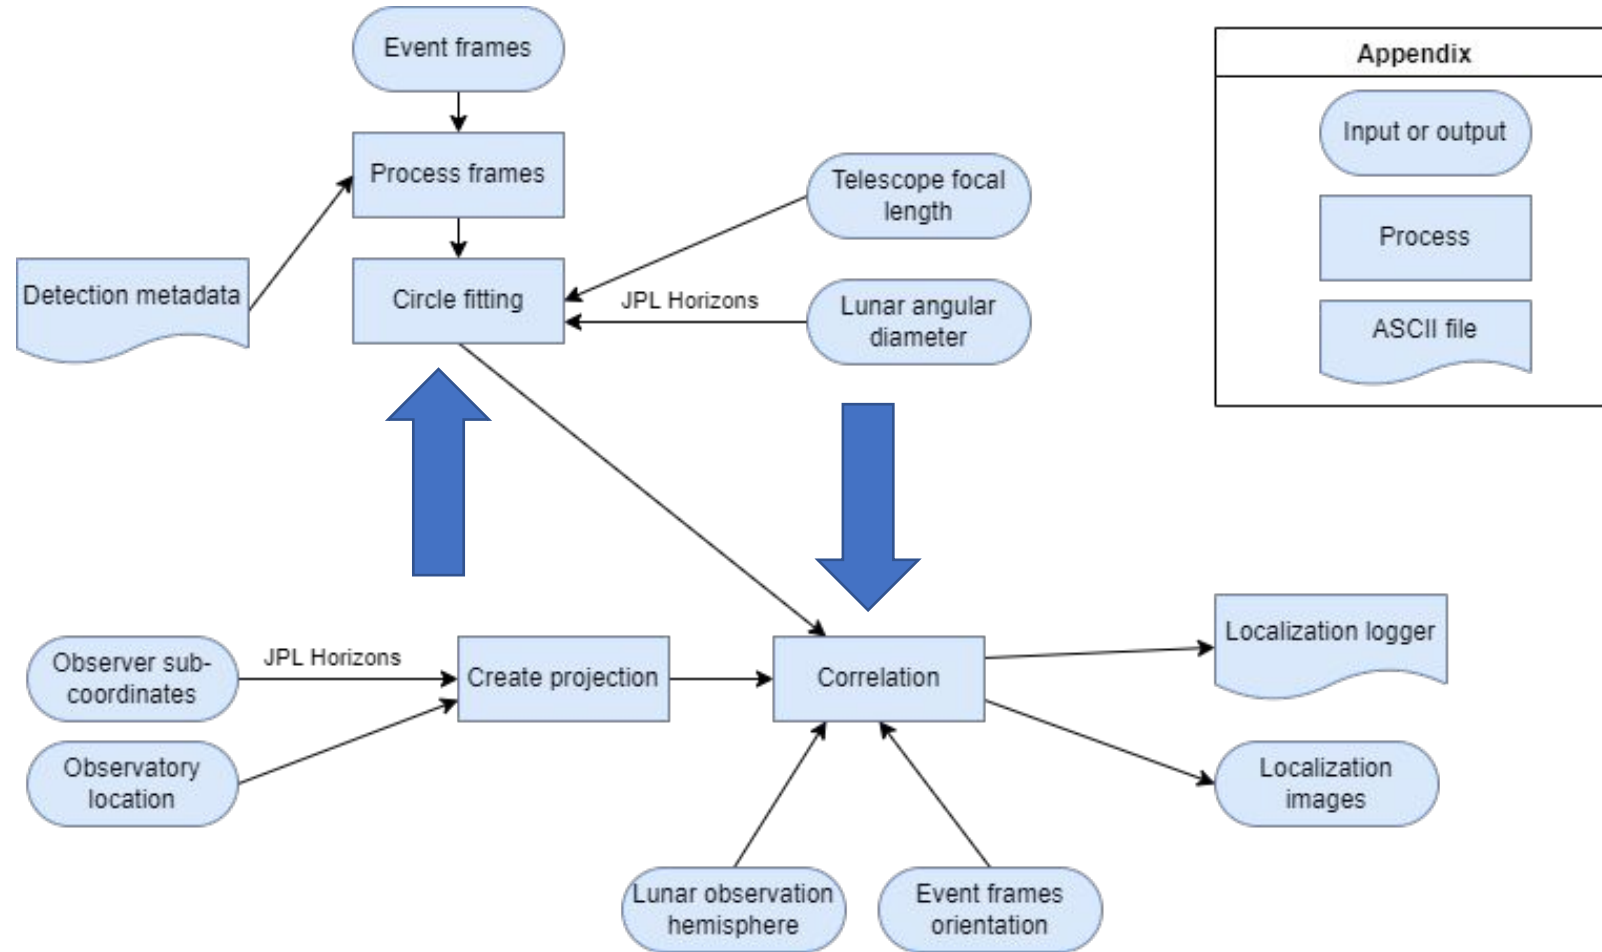 Event frames
Appendix
Input or output
Process frames
Telescope focal
length
Process
Detection metadata
Circle fitting
JPL Horizons
Lunar angular
diameter
ASCII file
Observer sub-
coordinates
JPL Horizons
Create projection
Correlation
Localization logger
Observatory
location
Localization
images
Lunar observation
hemisphere
Event frames
orientation